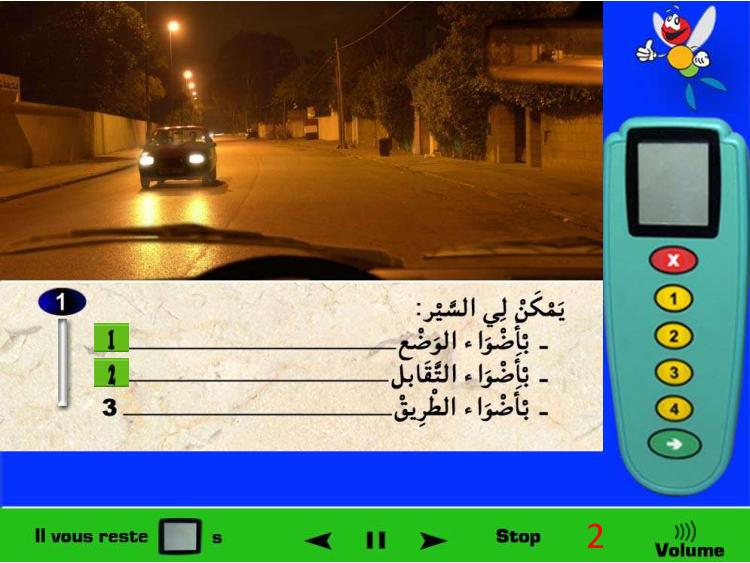 1
يَمْكَنْ لِي السَّيْر:
- بْأَضْوَاء الوَضْع 1
- بْأَضْوَاء التَّقَابل 2
- بْأَضْوَاء الطْرِيقْ 3
X
1
2
3
4
Il vous reste s
Stop
2
Volume